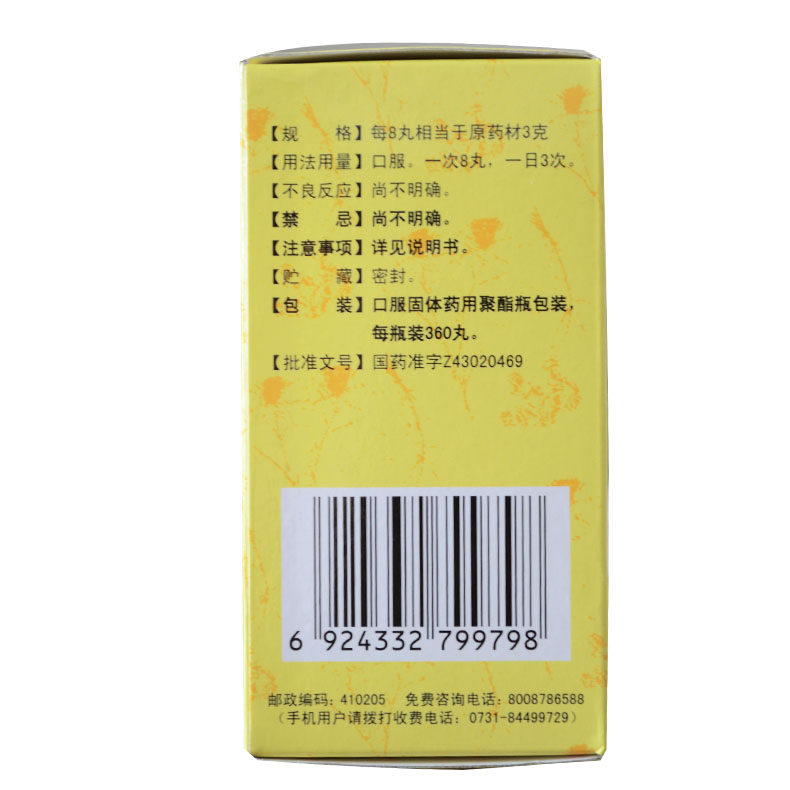 【规　　格】每8丸相当于原药材3克
【用法用量】口服。一次8丸，一日3次。
【不良反应】尚不明确。
【禁　　忌】尚不明确。
【注意事项】详见说明书。
【贮　　藏】密封。
【包　　装】口服固体药用聚酯瓶包装，
每瓶装360丸。
【批准文号】国药准字Z43020469
6 924332 799798
邮政编码：410205　免费咨询电话：8008786588
（手机用户请拨打收费电话：0731-84499729）